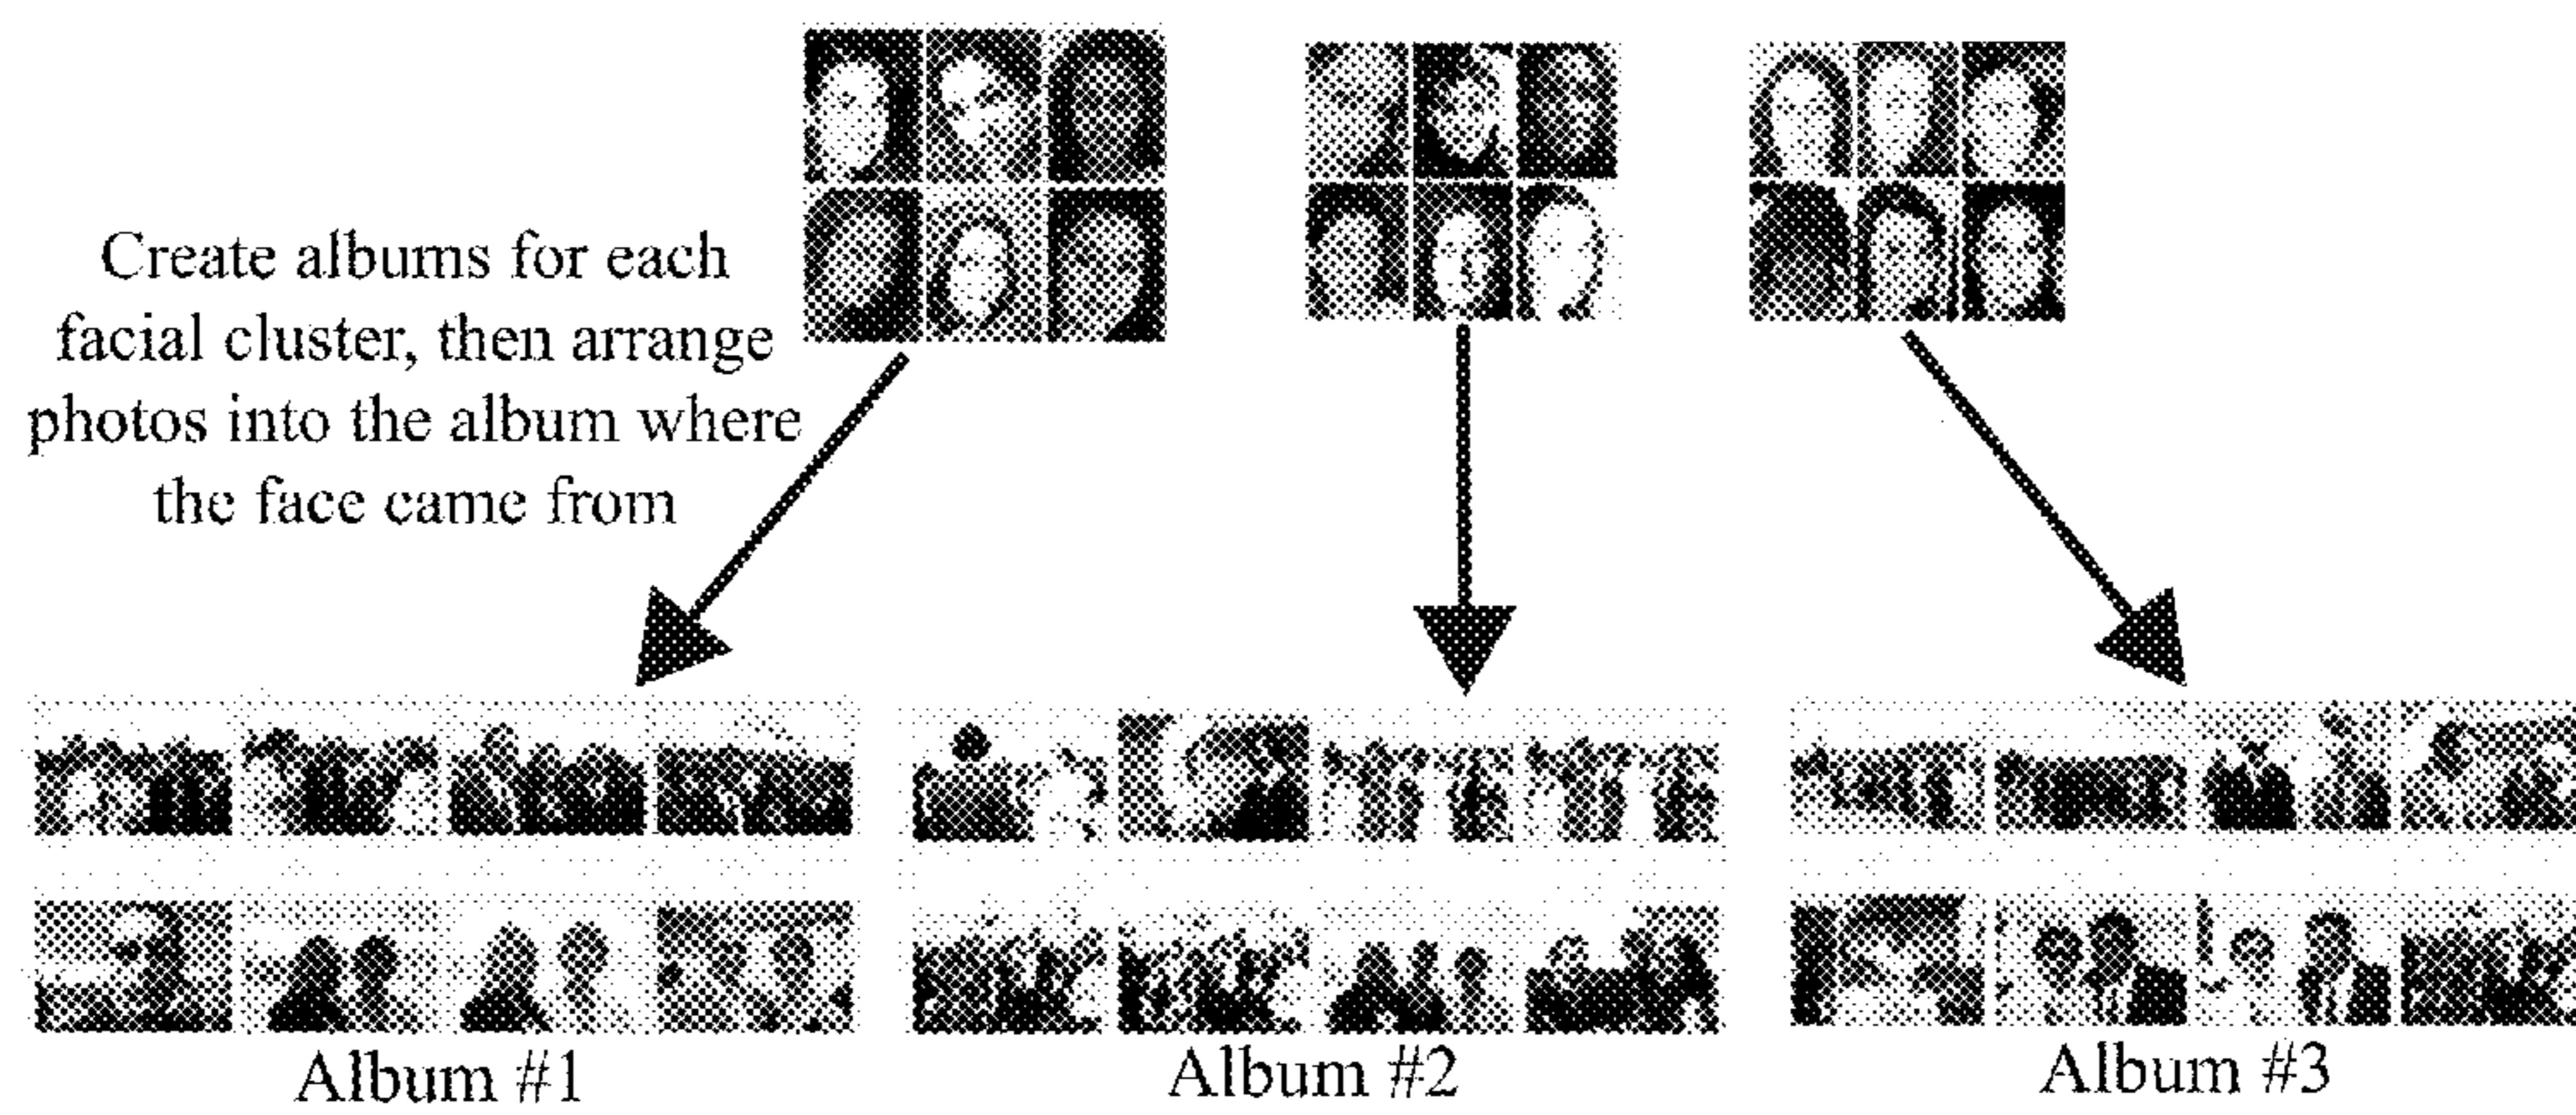 Create albums for each
facial cluster, then arrange
photos into the album where
the face came from
Album #1
Album #2
Album #3